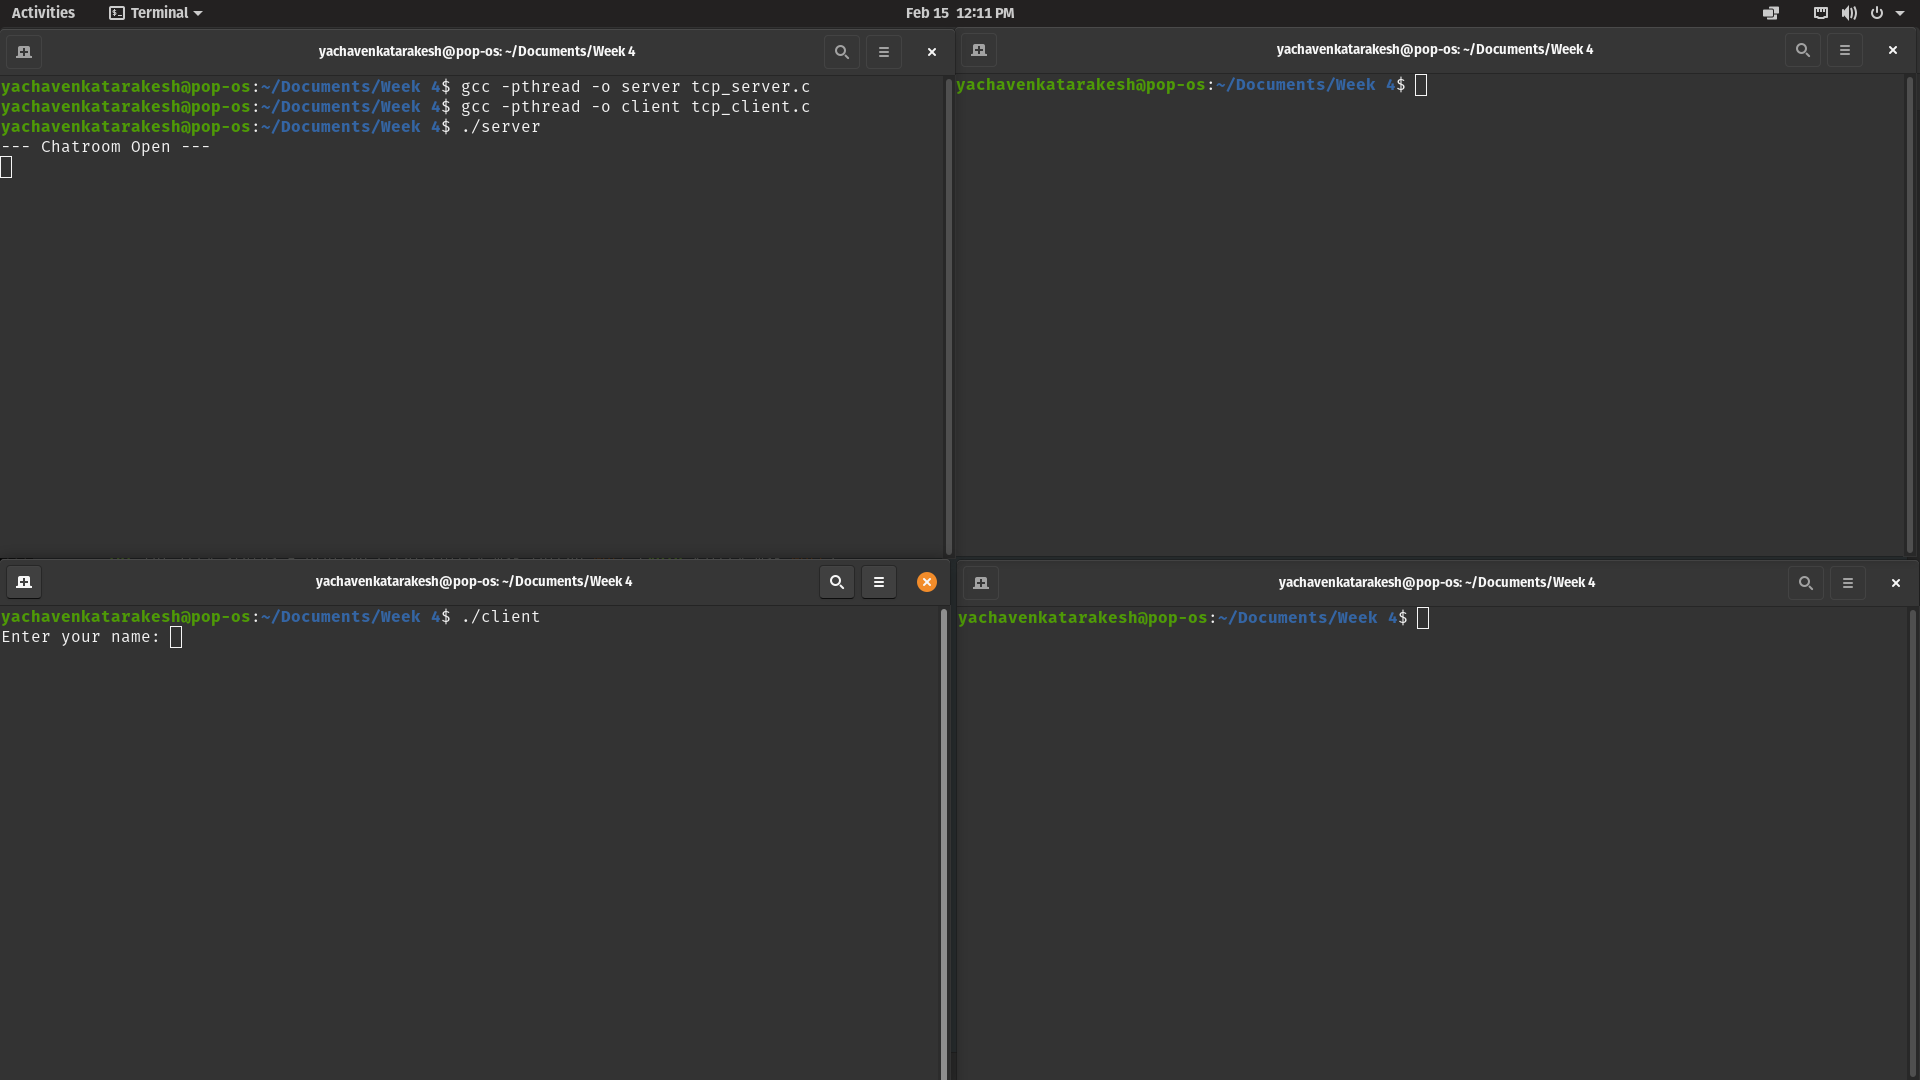 Activities Terminal Feb 15 12:11 PM
yachavenkatarakesh@pop-os: ~/Documents/Week 4
yachavenkatarakesh@pop-os:~/Documents/Week 4$ gcc -pthread -o server tcp_server.c
yachavenkatarakesh@pop-os:~/Documents/Week 4$ gcc -pthread -o client tcp_client.c
yachavenkatarakesh@pop-os:~/Documents/Week 4$ ./server
--- Chatroom Open ---
yachavenkatarakesh@pop-os: ~/Documents/Week 4
yachavenkatarakesh@pop-os:~/Documents/Week 4$
yachavenkatarakesh@pop-os: ~/Documents/Week 4
yachavenkatarakesh@pop-os:~/Documents/Week 4$ ./client
Enter your name:
yachavenkatarakesh@pop-os: ~/Documents/Week 4
yachavenkatarakesh@pop-os:~/Documents/Week 4$